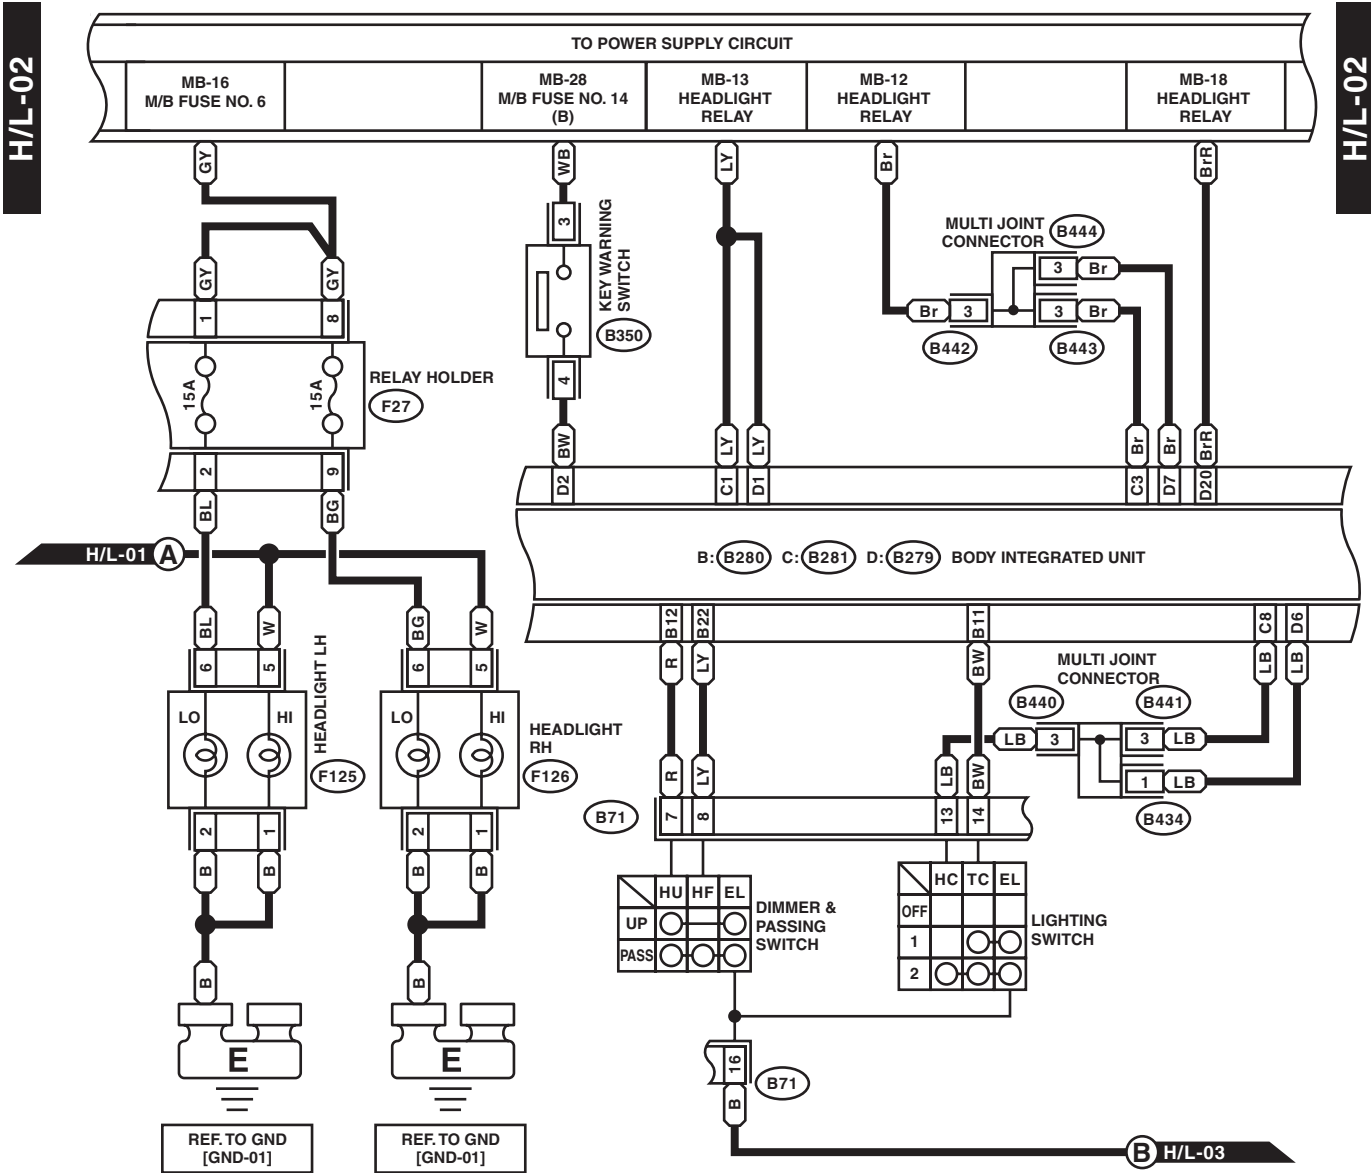 H/L-02
H/L-02
TO POWER SUPPLY CIRCUIT
MB-16
M/B FUSE NO. 6
MB-28
M/B FUSE NO. 14
(B)
MB-13
HEADLIGHT
RELAY
MB-12
HEADLIGHT
RELAY
MB-18
HEADLIGHT
RELAY
GY
WB
LY
Br
BrR
3
KEY WARNING
SWITCH
B350
4
MULTI JOINT
CONNECTOR
B444
3 Br
Br 3
3 Br
B442
B443
GY
GY
1
8
15A
15A
RELAY HOLDER
F27
2
9
BL
BG
BW
LY
LY
Br
Br
BrR
D2
C1
D1
C3
D7
D20
H/L-01 A
B: B280 C: B281 D: B279 BODY INTEGRATED UNIT
B12
B22
B11
C8
D6
BL
W
BG
W
R
LY
BW
LB
LB
6
5
6
5
LO
HI
HEADLIGHT LH
F125
LO
HI
HEADLIGHT
RH
F126
MULTI JOINT
CONNECTOR
B440
B441
LB 3
3 LB
1 LB
B434
R
LY
LB
BW
B71
7
8
13
14
2
1
2
1
B
B
B
B
HU HF EL
UP
PASS
DIMMER &
PASSING
SWITCH
HC TC EL
OFF
1
2
LIGHTING
SWITCH
B
B
E
E
16
B71
B
REF. TO GND
[GND-01]
REF. TO GND
[GND-01]
B H/L-03